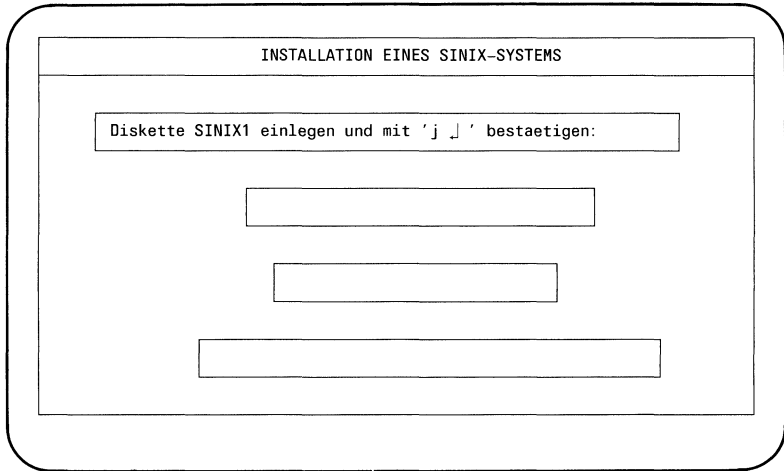 INSTALLATION EINES SINIX-SYSTEMS
Diskette SINIX1 einlegen und mit 'j ↵ ' bestaetigen: